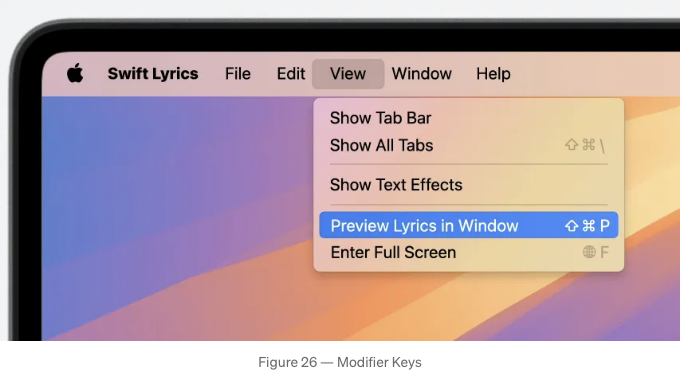 Swift Lyrics File Edit View Window Help
Show Tab Bar
Show All Tabs ⇧⌘\
Show Text Effects
Preview Lyrics in Window ⇧⌘P
Enter Full Screen 🌐F
Figure 26 — Modifier Keys